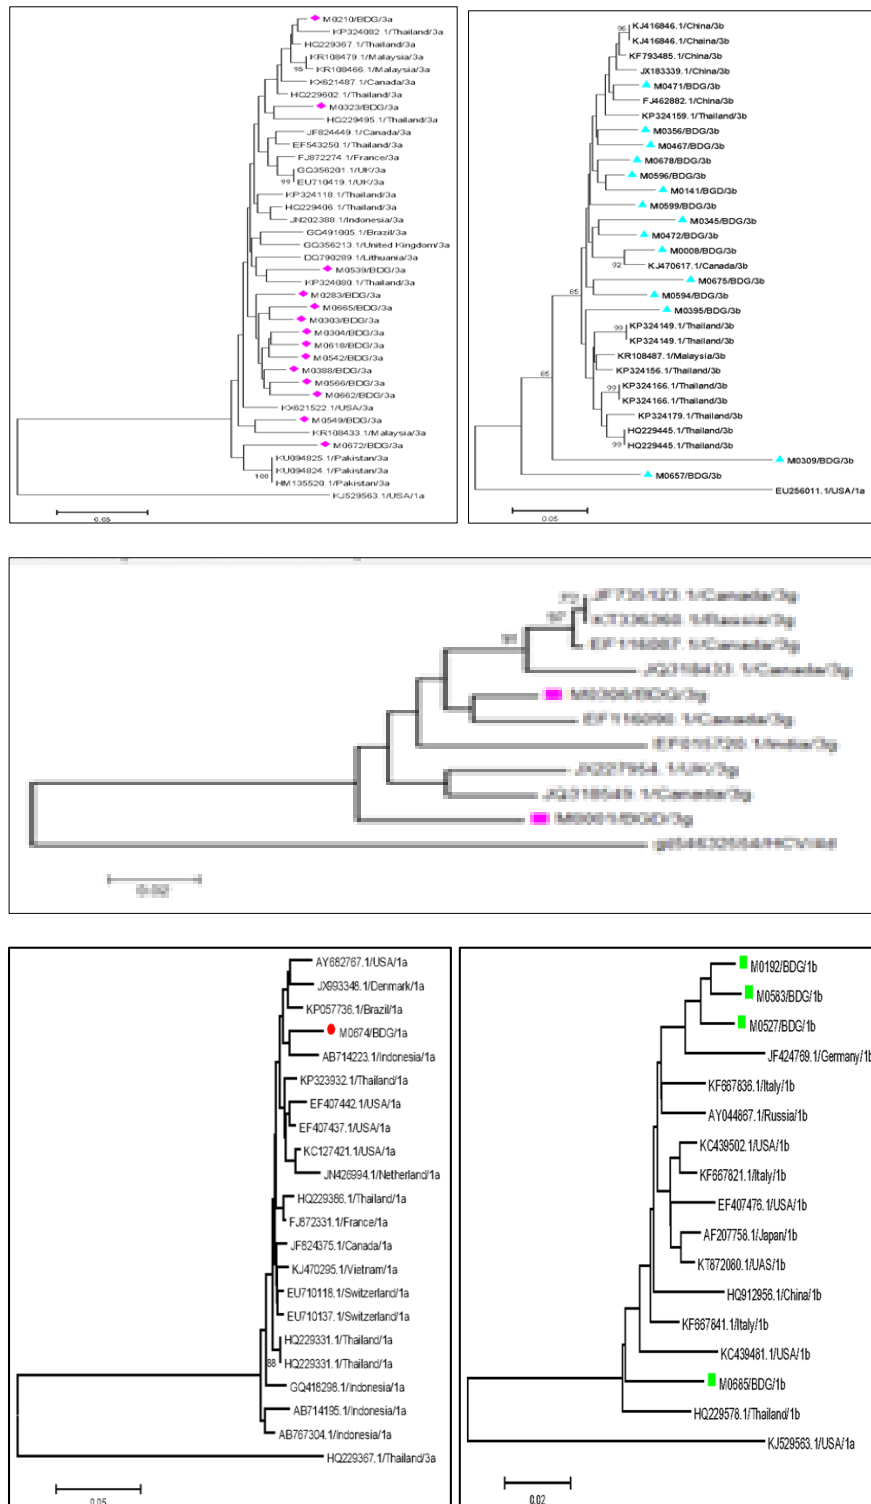 M0210/BDG/3a
KP324082.1/Thailand/3a
HQ229367.1/Thailand/3a
KR108479.1/Malaysia/3a
KR108466.1/Malaysia/3a
95
KX621487.1/Canada/3a
HQ229602.1/Thailand/3a
M0323/BDG/3a
HQ229495.1/Thailand/3a
JF824449.1/Canada/3a
EF543250.1/Thailand/3a
FJ872274.1/France/3a
GQ356201.1/UK/3a
EU710419.1/UK/3a
99
KP324118.1/Thailand/3a
HQ229406.1/Thailand/3a
JN202388.1/Indonesia/3a
GQ491005.1/Brazil/3a
GQ356213.1/United Kingdom/3a
DQ790289.1/Lithuania/3a
M0539/BDG/3a
KP324080.1/Thailand/3a
M0283/BDG/3a
M0665/BDG/3a
M0303/BDG/3a
M0304/BDG/3a
M0618/BDG/3a
M0542/BDG/3a
M0388/BDG/3a
M0566/BDG/3a
M0662/BDG/3a
KX621522.1/USA/3a
M0549/BDG/3a
KR108433.1/Malaysia/3a
M0672/BDG/3a
KU094825.1/Pakistan/3a
KU094824.1/Pakistan/3a
100
HM135520.1/Pakistan/3a
KJ529563.1/USA/1a
0.05
96
KJ416846.1/China/3b
KJ416846.1/Chaina/3b
KF793485.1/China/3b
JX183339.1/China/3b
M0471/BDG/3b
FJ462882.1/China/3b
KP324159.1/Thailand/3b
M0356/BDG/3b
M0467/BDG/3b
M0678/BDG/3b
M0596/BDG/3b
M0141/BGD/3b
M0599/BDG/3b
M0345/BDG/3b
M0472/BDG/3b
M0008/BDG/3b
92
KJ470617.1/Canada/3b
M0675/BDG/3b
65
M0594/BDG/3b
M0395/BDG/3b
99
KP324149.1/Thailand/3b
KP324149.1/Thailand/3b
KR108487.1/Malaysia/3b
65
KP324156.1/Thailand/3b
99
KP324166.1/Thailand/3b
KP324166.1/Thailand/3b
KP324179.1/Thailand/3b
HQ229445.1/Thailand/3b
99
HQ229445.1/Thailand/3b
M0309/BDG/3b
M0657/BDG/3b
EU256011.1/USA/1a
0.05
0.02
AY682767.1/USA/1a
JX993348.1/Denmark/1a
KP057736.1/Brazil/1a
M0674/BDG/1a
AB714223.1/Indonesia/1a
KP323932.1/Thailand/1a
EF407442.1/USA/1a
EF407437.1/USA/1a
KC127421.1/USA/1a
JN426994.1/Netherland/1a
HQ229386.1/Thailand/1a
FJ872331.1/France/1a
JF824375.1/Canada/1a
KJ470295.1/Vietnam/1a
EU710118.1/Switzerland/1a
EU710137.1/Switzerland/1a
HQ229331.1/Thailand/1a
88
HQ229331.1/Thailand/1a
GQ418298.1/Indonesia/1a
AB714195.1/Indonesia/1a
AB767304.1/Indonesia/1a
HQ229367.1/Thailand/3a
0.05
M0192/BDG/1b
M0583/BDG/1b
M0527/BDG/1b
JF424769.1/Germany/1b
KF667836.1/Italy/1b
AY044867.1/Russia/1b
KC439502.1/USA/1b
KF667821.1/Italy/1b
EF407476.1/USA/1b
AF207758.1/Japan/1b
KT872080.1/UAS/1b
HQ912956.1/China/1b
KF667841.1/Italy/1b
KC439481.1/USA/1b
M0685/BDG/1b
HQ229578.1/Thailand/1b
KJ529563.1/USA/1a
0.02